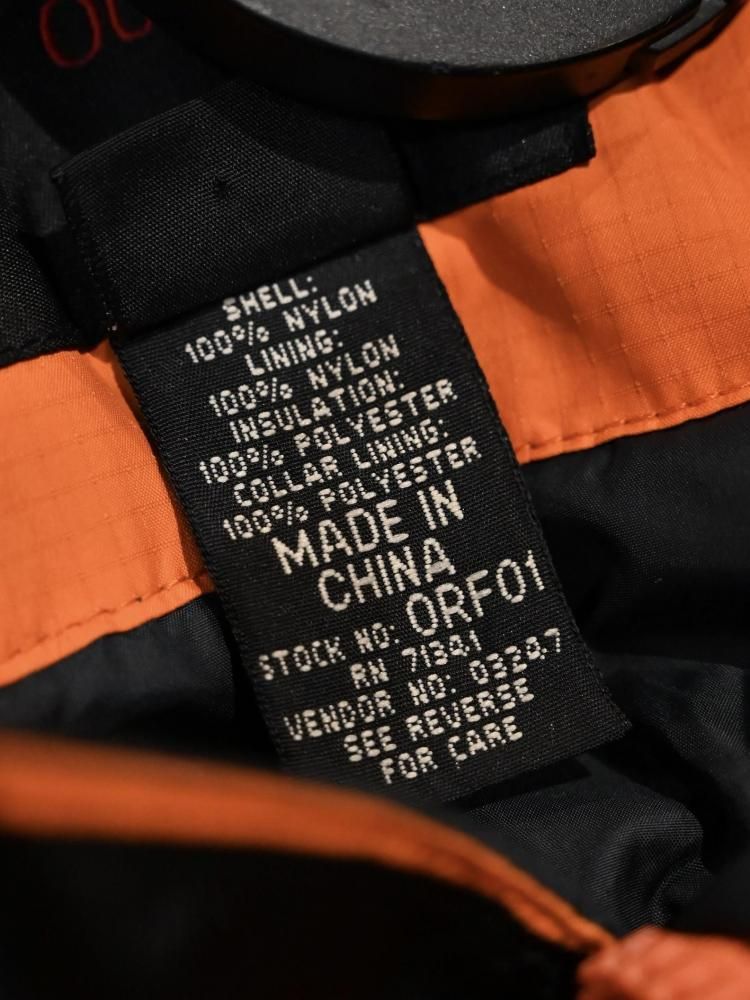 SHELL:
100% NYLON
LINING:
100% NYLON
INSULATION:
100% POLYESTER
COLLAR LINING:
100% POLYESTER
MADE IN
CHINA
STOCK NO: ORF01
RN 71341
VENDOR NO: 03247
SEE REVERSE
FOR CARE